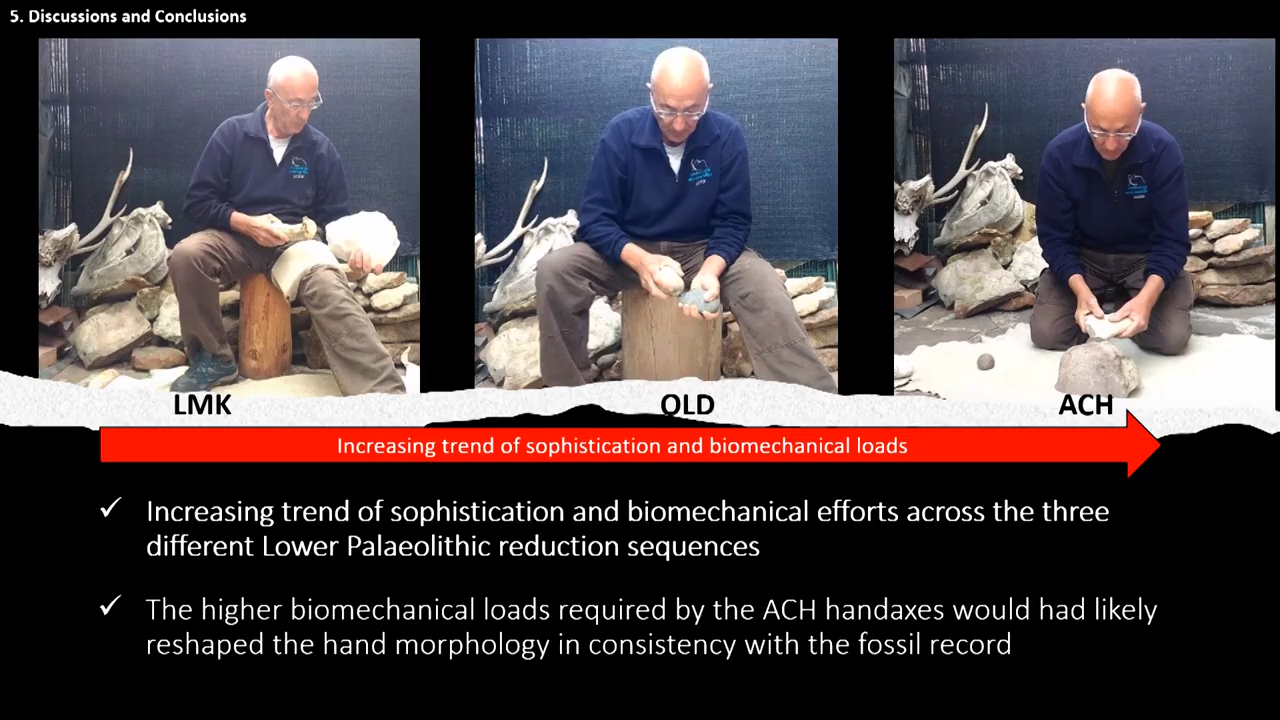 5. Discussions and Conclusions
LMK
OLD
ACH
Increasing trend of sophistication and biomechanical loads
✓ Increasing trend of sophistication and biomechanical efforts across the three
different Lower Palaeolithic reduction sequences
✓ The higher biomechanical loads required by the ACH handaxes would had likely
reshaped the hand morphology in consistency with the fossil record